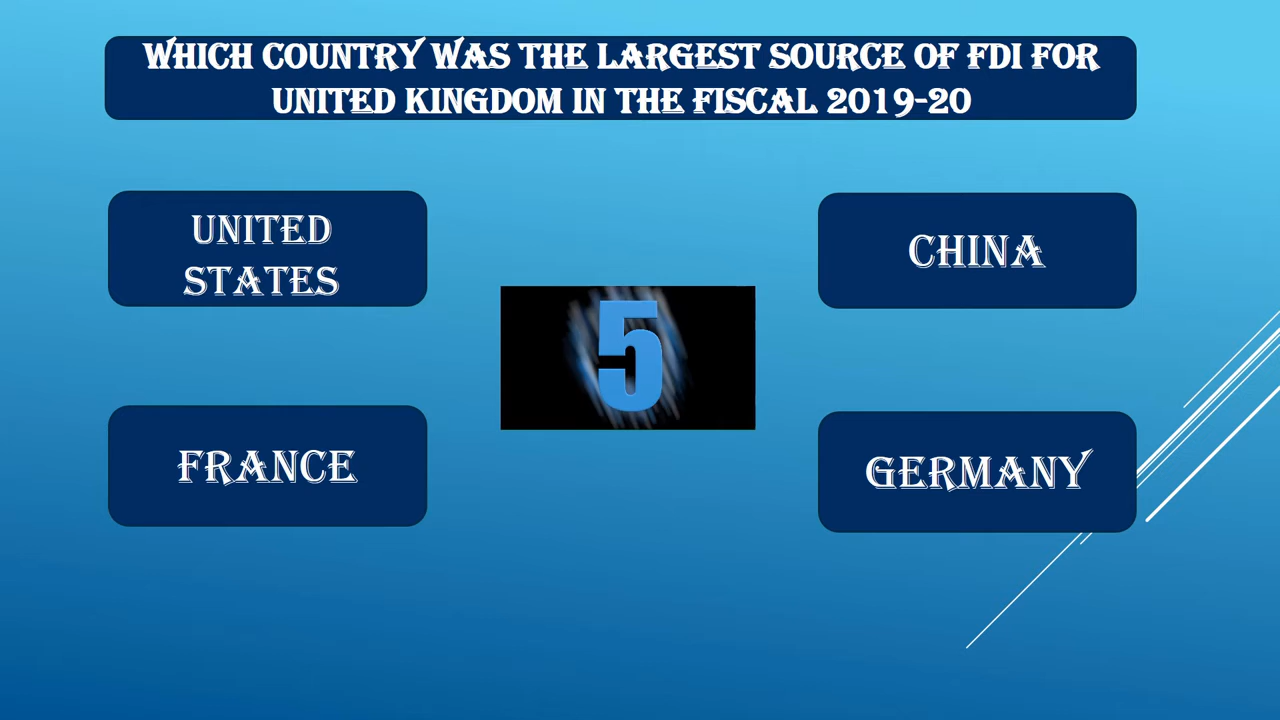 WHICH COUNTRY WAS THE LARGEST SOURCE OF FDI FOR
UNITED KINGDOM IN THE FISCAL 2019-20
UNITED
STATES
CHINA
5
FRANCE
GERMANY